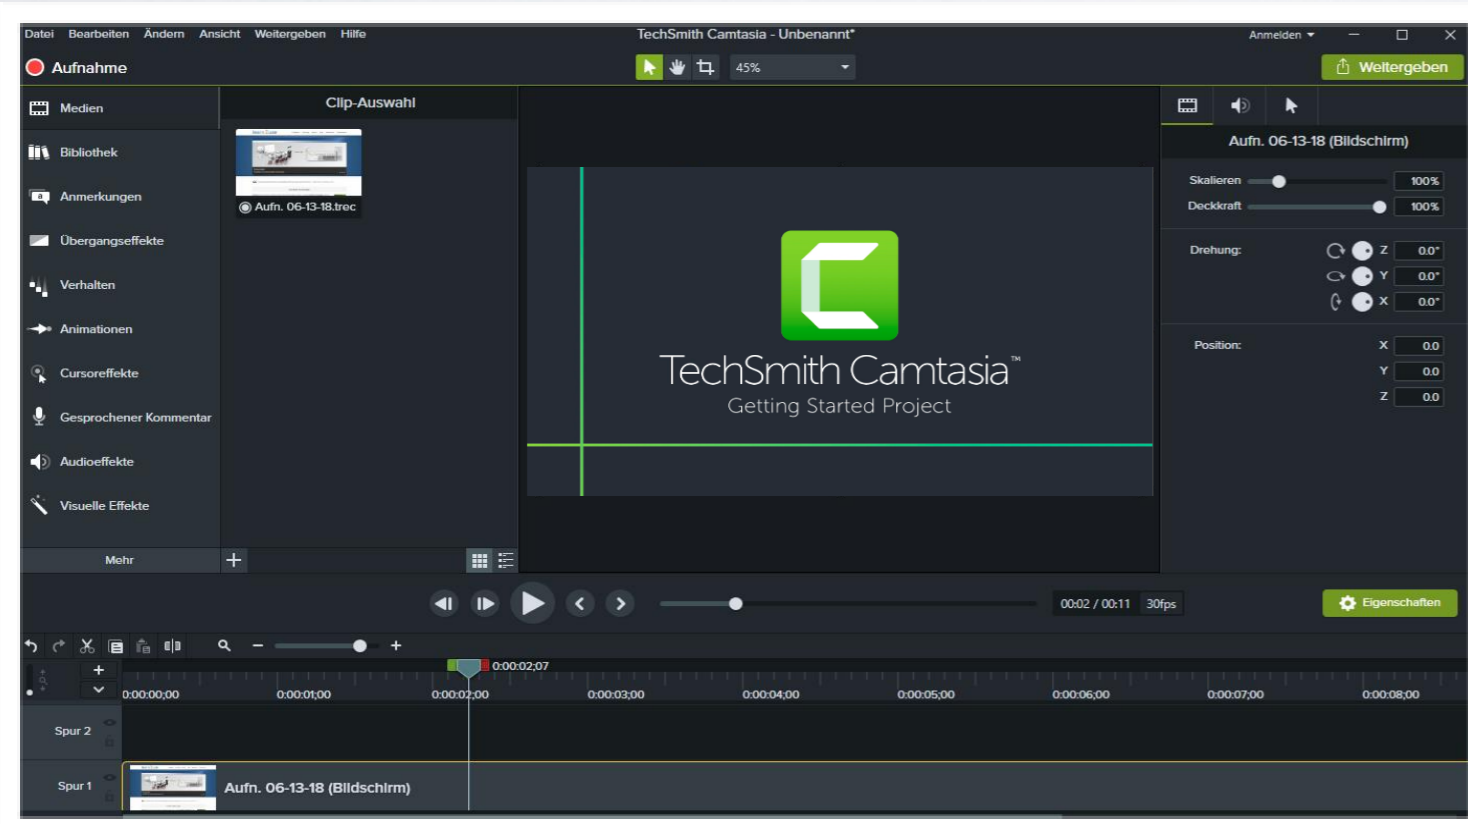 Datei Bearbeiten Ändern Ansicht Weitergeben Hilfe
TechSmith Camtasia - Unbenannt*
Anmelden
Aufnahme
45%
Weitergeben
Medien
Bibliothek
Anmerkungen
Übergangseffekte
Verhalten
Animationen
Cursoreffekte
Gesprochener Kommentar
Audioeffekte
Visuelle Effekte
Mehr
Clip-Auswahl
Aufn. 06-13-18.trec
TechSmith Camtasia™
Getting Started Project
Aufn. 06-13-18 (Bildschirm)
Skalieren 100%
Deckkraft 100%
Drehung: Z 0.0°
Y 0.0°
X 0.0°
Position: X 0.0
Y 0.0
Z 0.0
00:02 / 00:11 30fps
Eigenschaften
0:00:02;07
0:00:00;00 0:00:01;00 0:00:02;00 0:00:03;00 0:00:04;00 0:00:05;00 0:00:06;00 0:00:07;00 0:00:08;00
Spur 2
Spur 1
Aufn. 06-13-18 (Bildschirm)